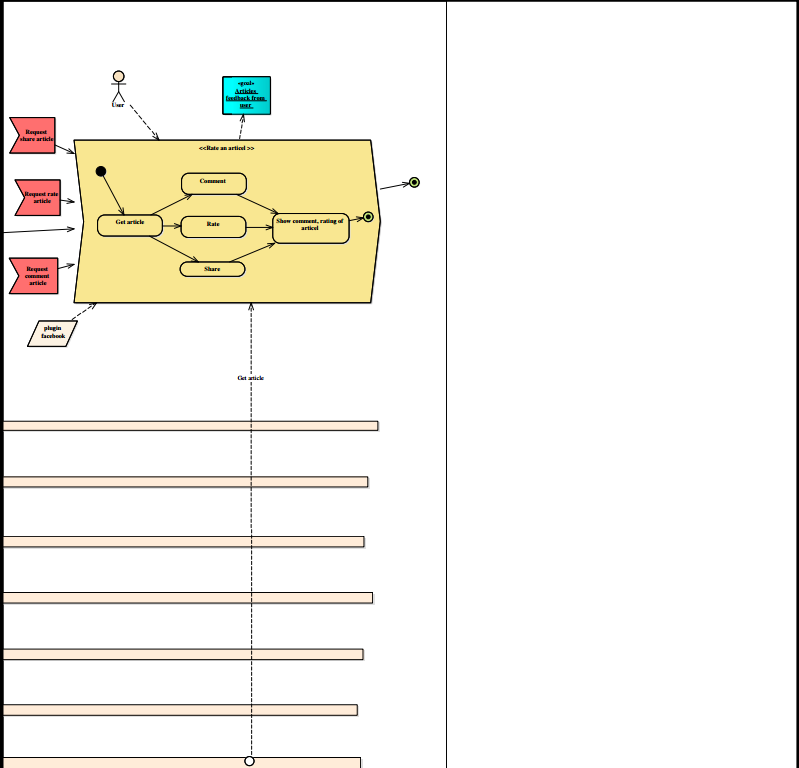 User
«goal»
Articles
feedback from
user
Request
share article
<<Rate an articel >>
Comment
Request rate
article
Get article
Rate
Show comment, rating of
articel
Share
Request
comment
article
plugin
facebook
Get article